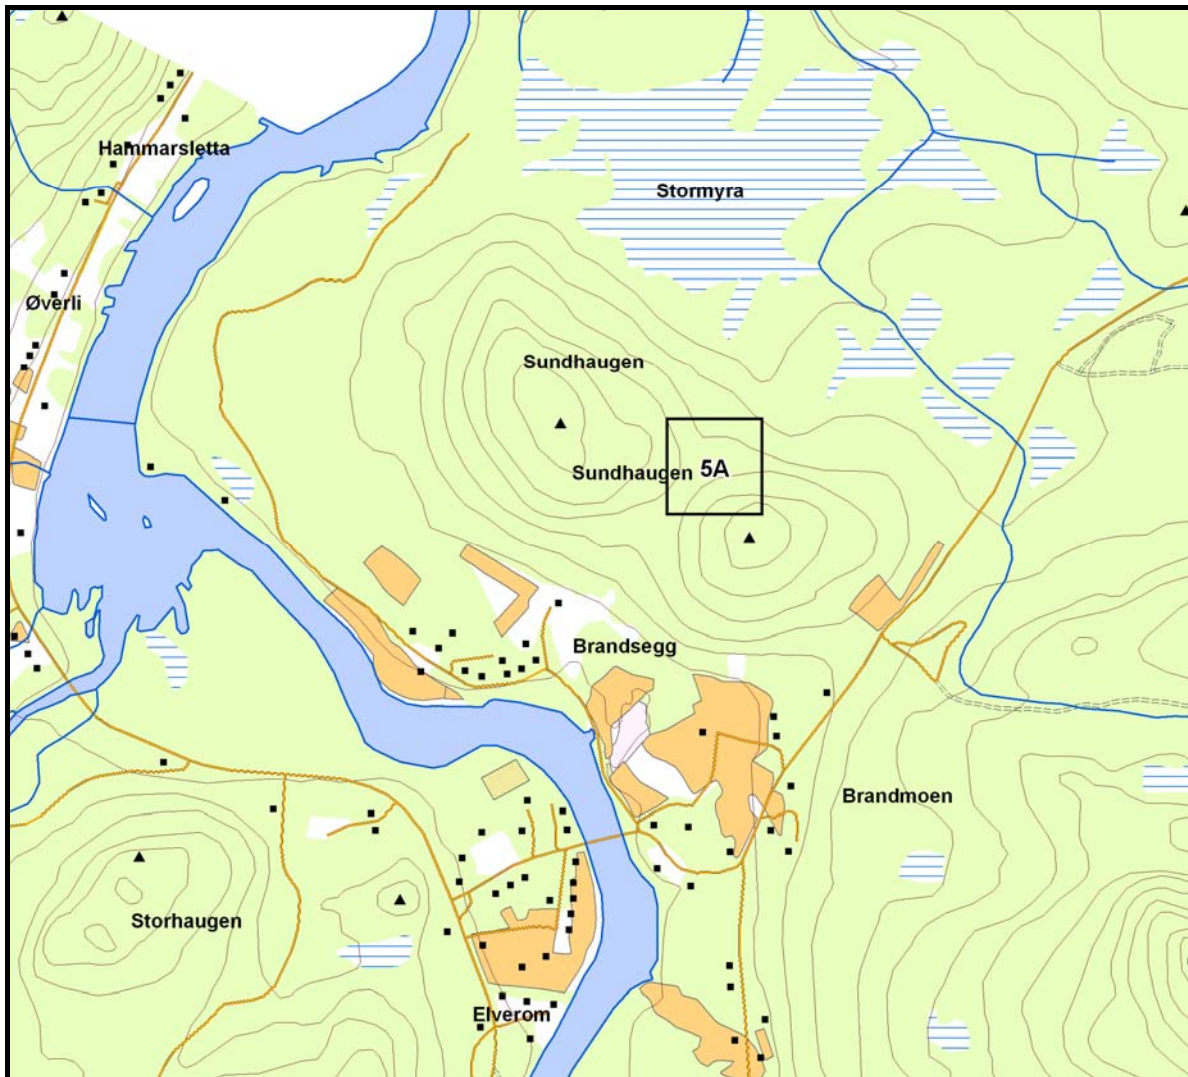 Hammarsletta
Stormyra
Øverli
Sundhaugen
Sundhaugen
5A
Brandsegg
Brandmoen
Storhaugen
Elverom